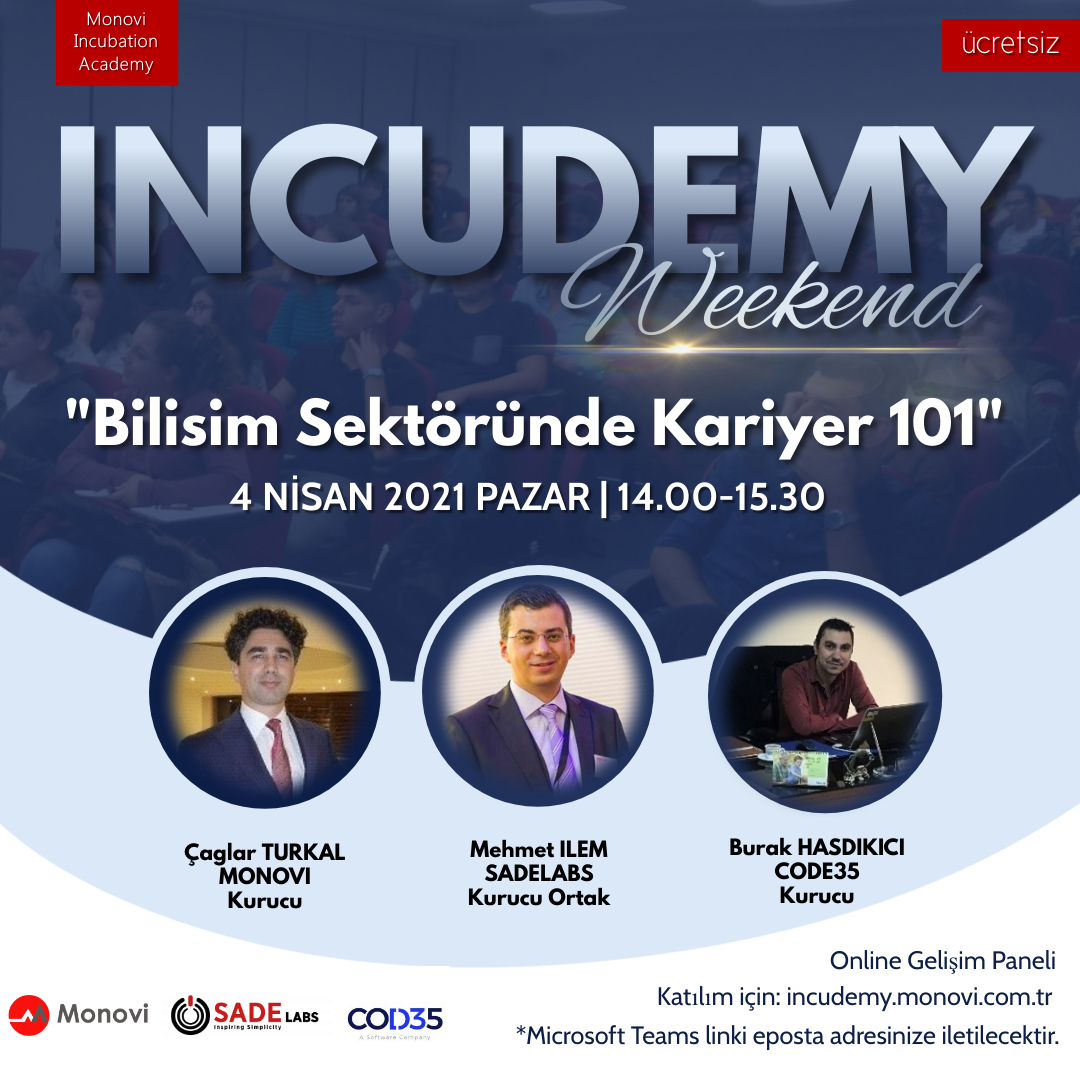 Monovi
Incubation
Academy
ücretsiz
INCUDEMY
Weekend
"Bilisim Sektöründe Kariyer 101"
4 NİSAN 2021 PAZAR | 14.00-15.30
Çaglar TURKAL
MONOVI
Kurucu
Mehmet ILEM
SADELABS
Kurucu Ortak
Burak HASDIKICI
CODE35
Kurucu
Online Gelişim Paneli
Katılım için: incudemy.monovi.com.tr
*Microsoft Teams linki eposta adresinize iletilecektir.
Monovi
SADE LABS
Inspiring Simplicity
COD35
A Software Company